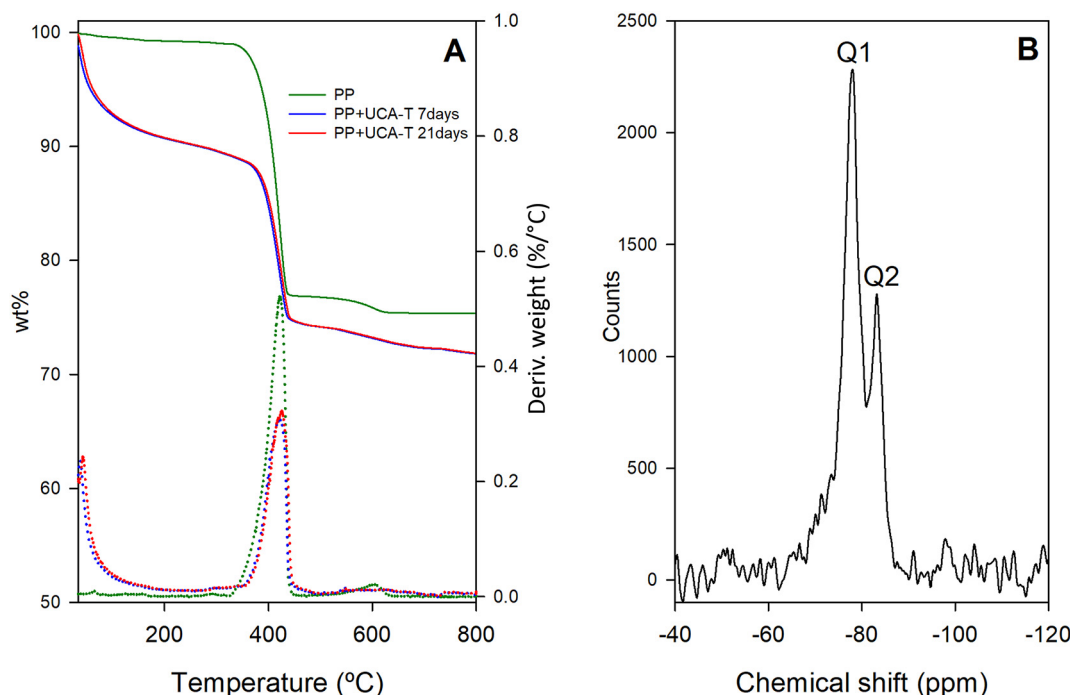 A
PP
PP+UCA-T 7days
PP+UCA-T 21days
100
90
80
70
60
50
wt%
200
400
600
800
Temperature (ºC)
1.0
0.8
0.6
0.4
0.2
0.0
Deriv. weight (%/°C)
B
Q1
Q2
2500
2000
1500
1000
500
0
Counts
-40
-60
-80
-100
-120
Chemical shift (ppm)